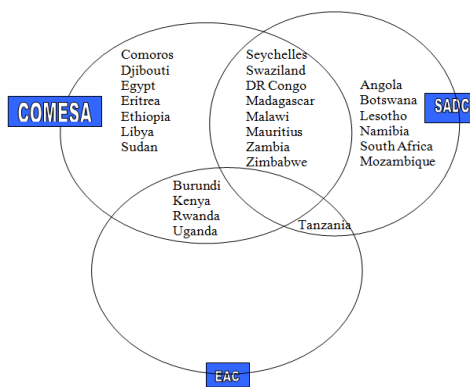 COMESA
Comoros
Djibouti
Egypt
Eritrea
Ethiopia
Libya
Sudan
Seychelles
Swaziland
DR Congo
Madagascar
Malawi
Mauritius
Zambia
Zimbabwe
SADC
Angola
Botswana
Lesotho
Namibia
South Africa
Mozambique
Burundi
Kenya
Rwanda
Uganda
Tanzania
EAC